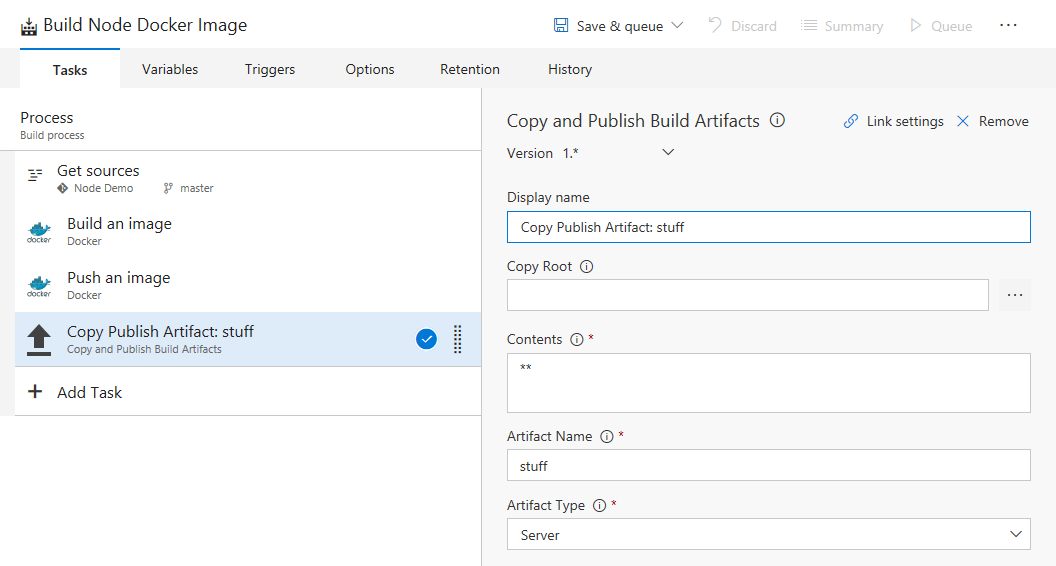 Build Node Docker Image
Save & queue
Discard
Summary
Queue
...
Tasks
Variables
Triggers
Options
Retention
History
Process
Build process
Get sources
Node Demo
master
docker
Build an image
Docker
docker
Push an image
Docker
Copy Publish Artifact: stuff
Copy and Publish Build Artifacts
+ Add Task
Copy and Publish Build Artifacts
Link settings
Remove
Version 1.*
Display name
Copy Publish Artifact: stuff
Copy Root
...
Contents *
**
Artifact Name *
stuff
Artifact Type *
Server